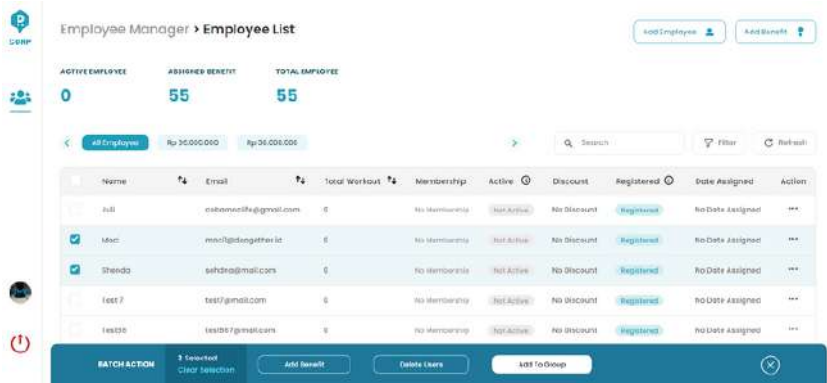 CORP
Employee Manager > Employee List
Add Employee
Add Benefit
ACTIVE EMPLOYEE
ASSIGNED BENEFIT
TOTAL EMPLOYEE
0
55
55
All Employee
Rp 30.000.000
Search
Filter
Refresh
Name
Email
Total Workout
Membership
Active
Discount
Registered
Date Assigned
Action
Juli
0
No Membership
Not Active
No Discount
Registered
No Date Assigned
0
No Membership
Not Active
No Discount
Registered
No Date Assigned
Shenda
0
No Membership
Not Active
No Discount
Registered
No Date Assigned
Test 7
0
No Membership
Not Active
No Discount
Registered
No Date Assigned
0
No Membership
Not Active
No Discount
Registered
No Date Assigned
BATCH ACTION
Selected
Clear Selection
Add Benefit
Delete Users
Add To Group